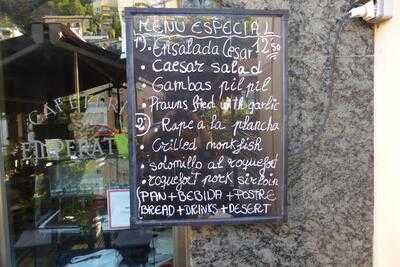 MENU ESPECIAL
1) · Ensalada Cesar 12.50
· Caesar salad
· Gambas pil pil
· Prawns fried with garlic
2) · Rape a la plancha
· Grilled monkfish
· solomillo al roquefort
· roquefort pork sirloin
(PAN + BEBIDA + POSTRE
BREAD + DRINKS + DESERT
CAFETERIA